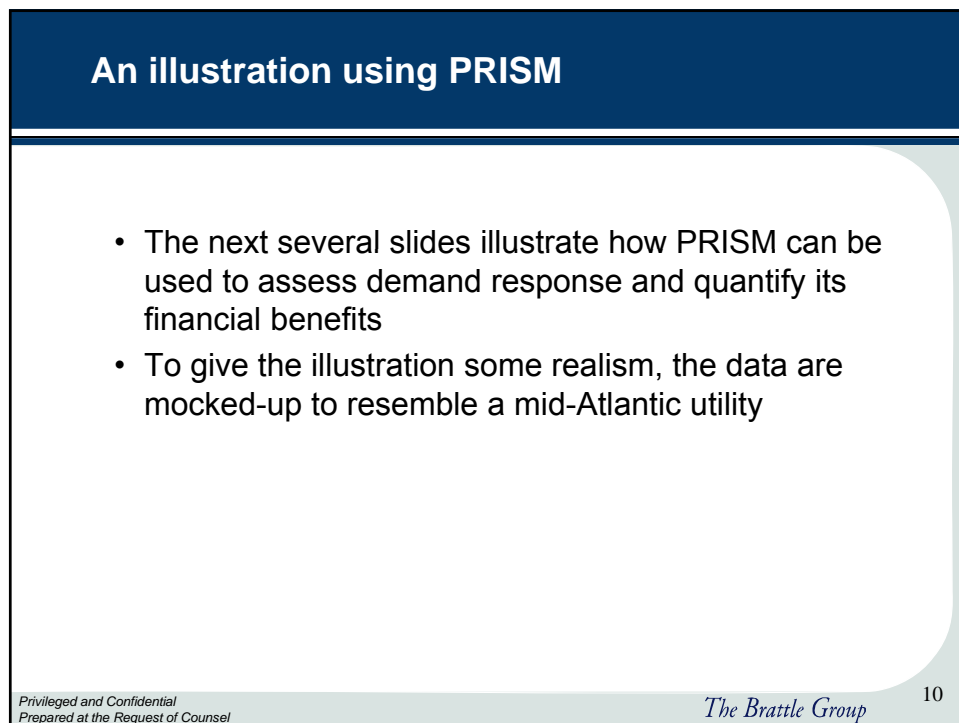 An illustration using PRISM
• The next several slides illustrate how PRISM can be
used to assess demand response and quantify its
financial benefits
• To give the illustration some realism, the data are
mocked-up to resemble a mid-Atlantic utility
Privileged and Confidential
Prepared at the Request of Counsel
The Brattle Group
10